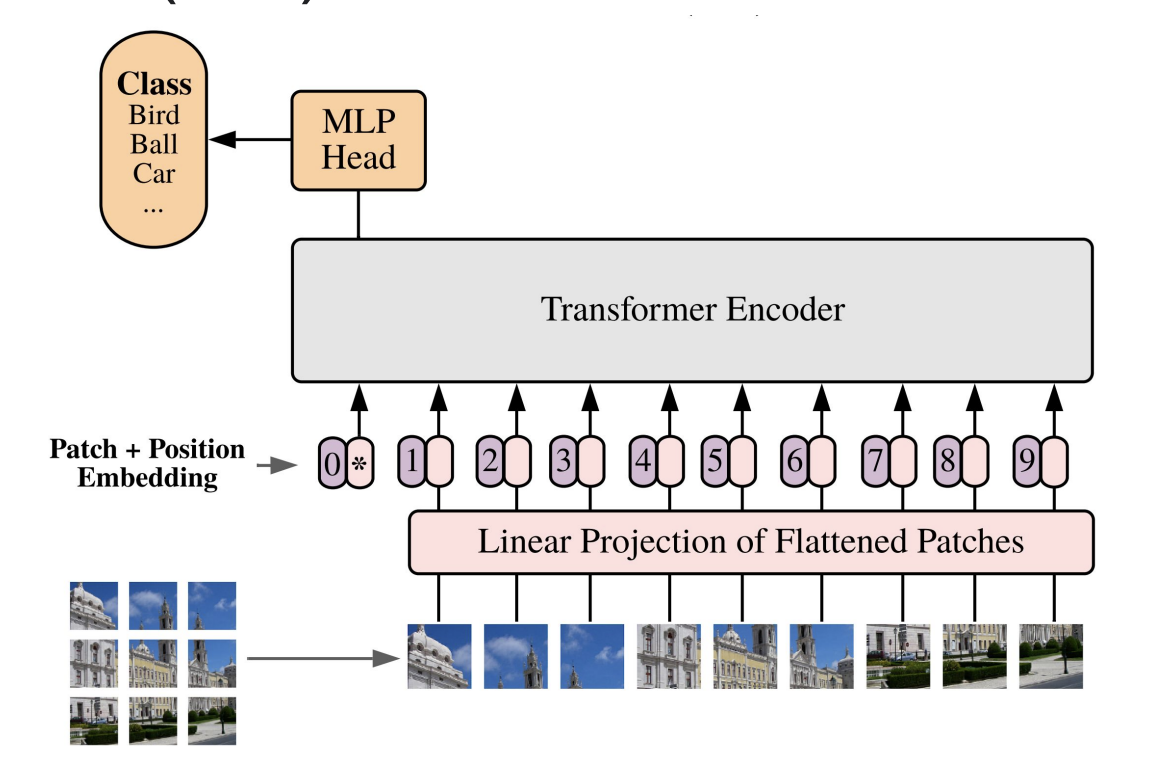 Class
Bird
Ball
Car
...
MLP
Head
Transformer Encoder
Patch + Position
Embedding
0 * 1 2 3 4 5 6 7 8 9
Linear Projection of Flattened Patches